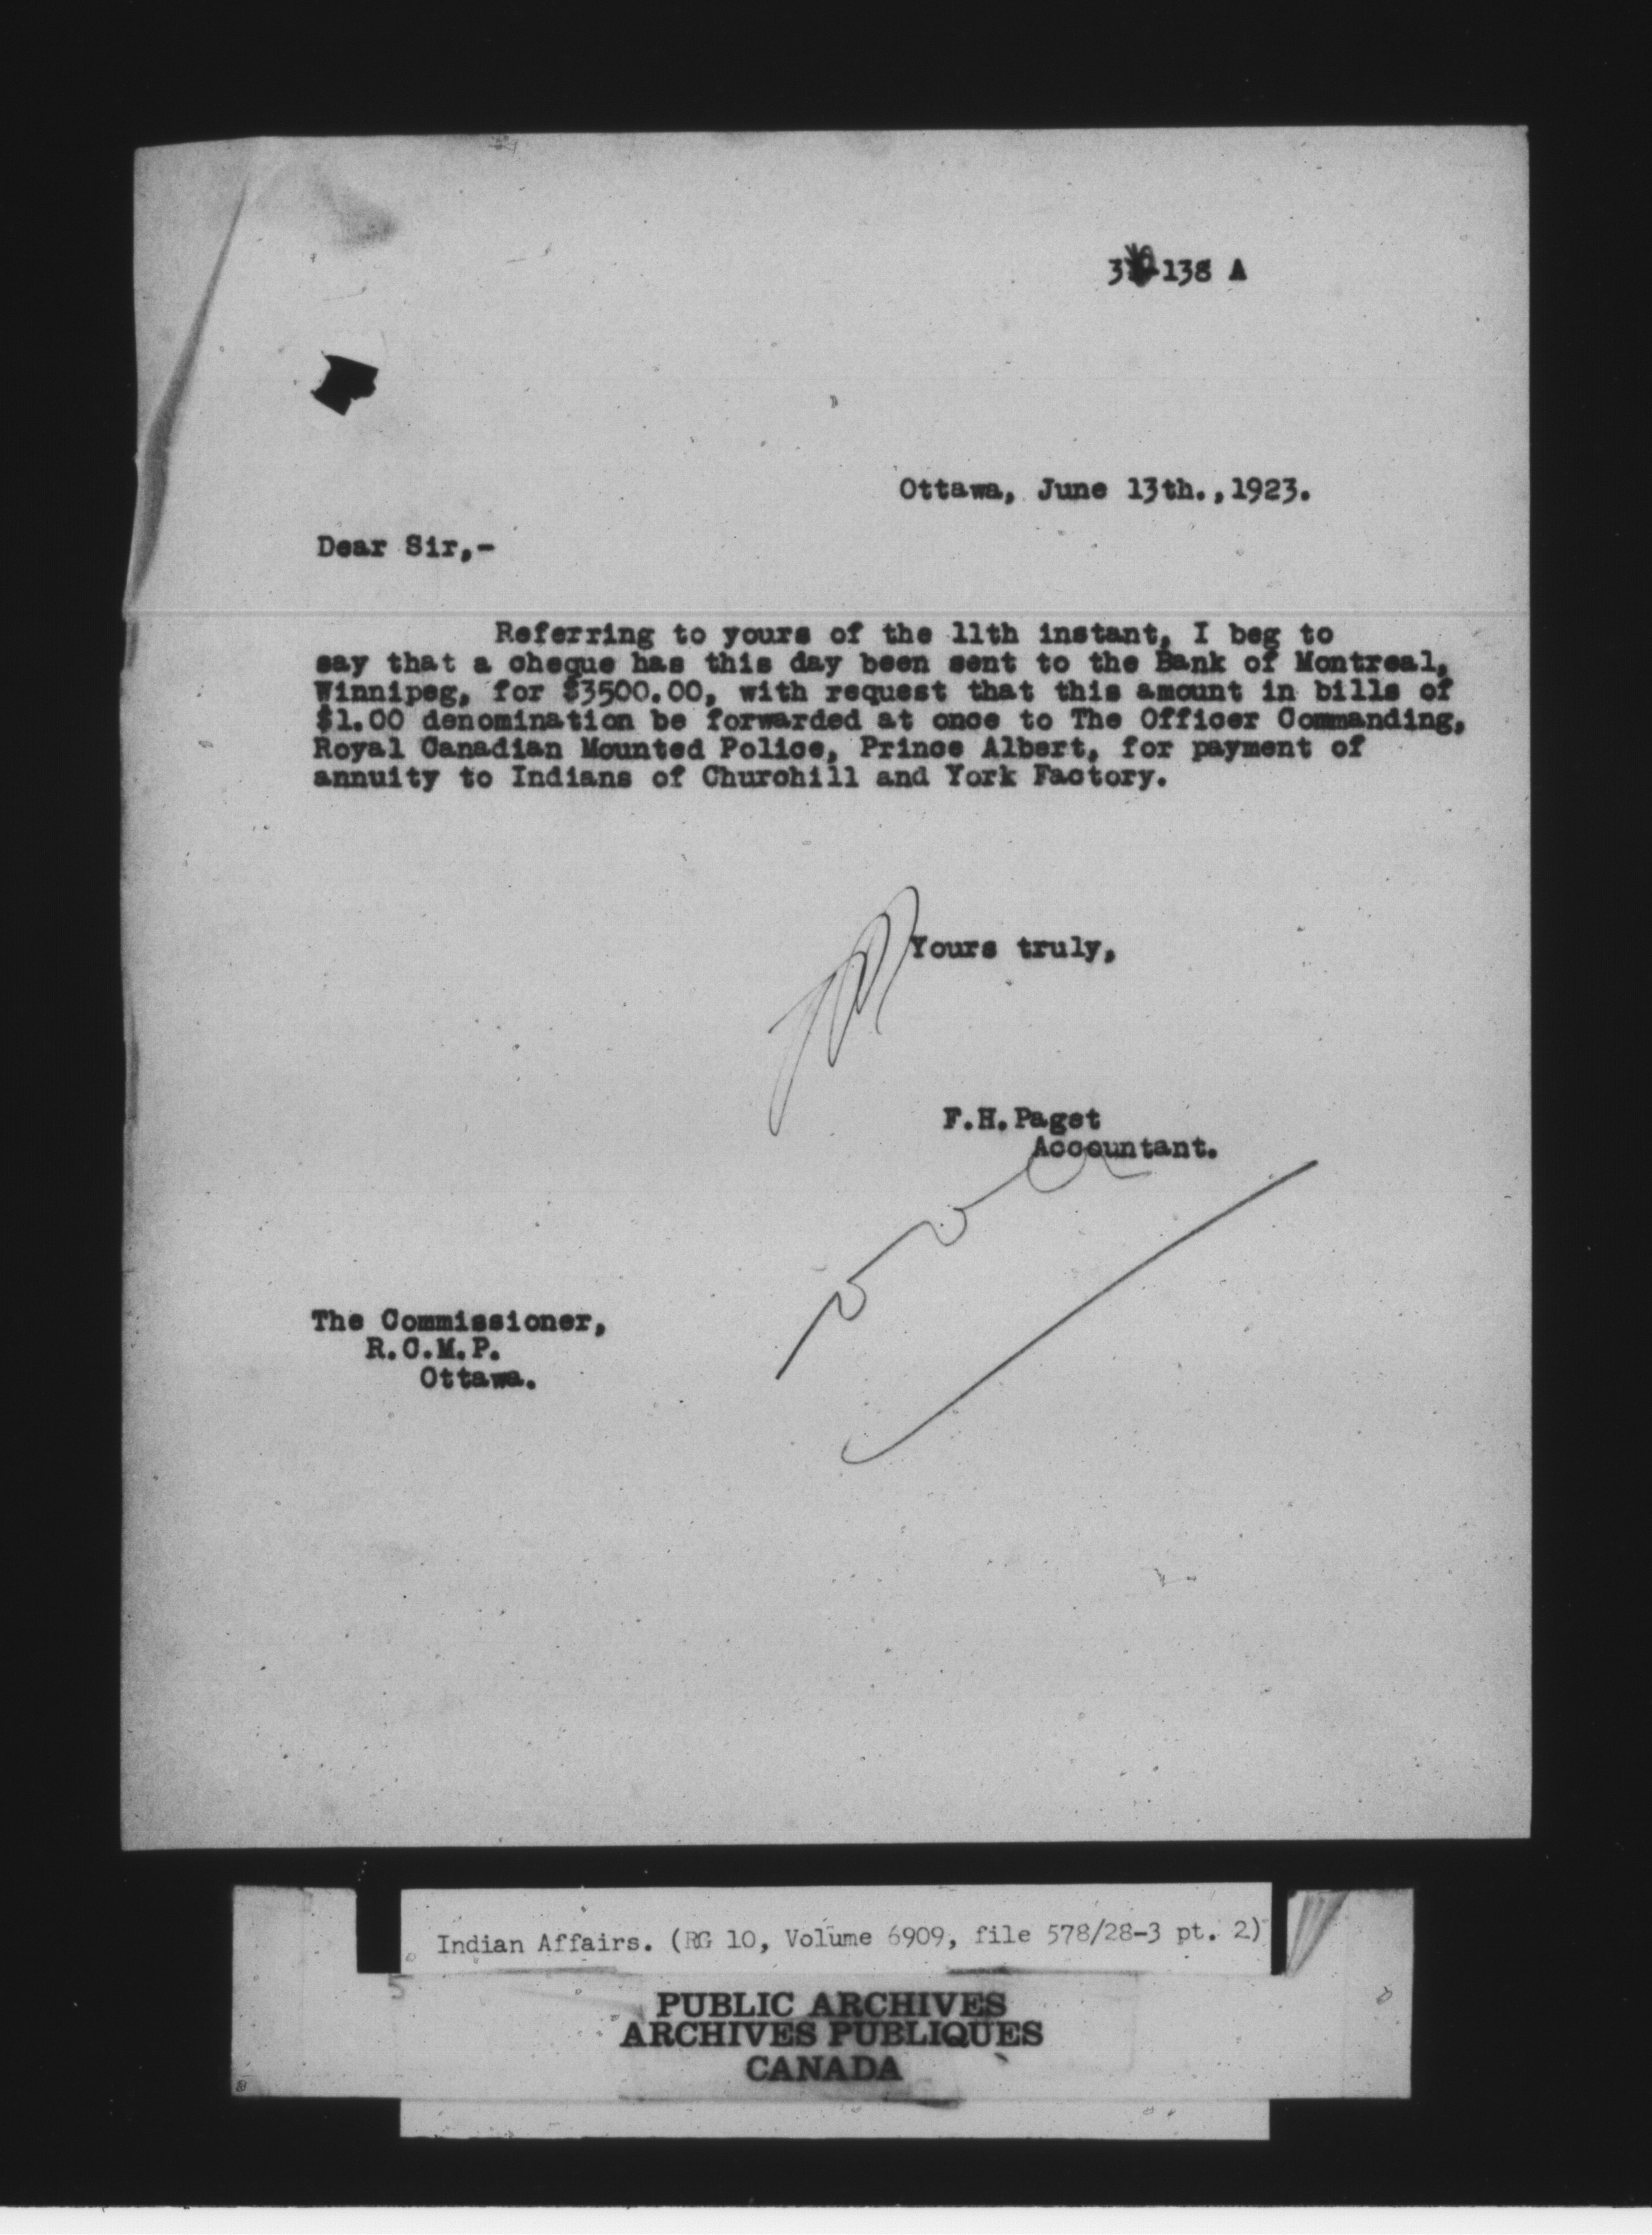 138 A
Ottawa, June 13th.,1923.
Dear Sir,-
Referring to yours of the 11th instant, I beg to
say that a cheque has this day been sent to the Bank of Montreal,
Winnipeg, for $3500.00, with request that this amount in bills of
$1.00 denomination be forwarded at once to The Officer Commanding,
Royal Canadian Mounted Police, Prince Albert, for payment of
annuity to Indians of Churchill and York Factory.
Yours truly,
F.H.Paget
Accountant.
The Commissioner,
R.C.M.P.
Ottawa.
Indian Affairs. (RG 10, Volume 6909, file 578/28-3 pt. 2)
PUBLIC ARCHIVES
ARCHIVES PUBLIQUES
CANADA